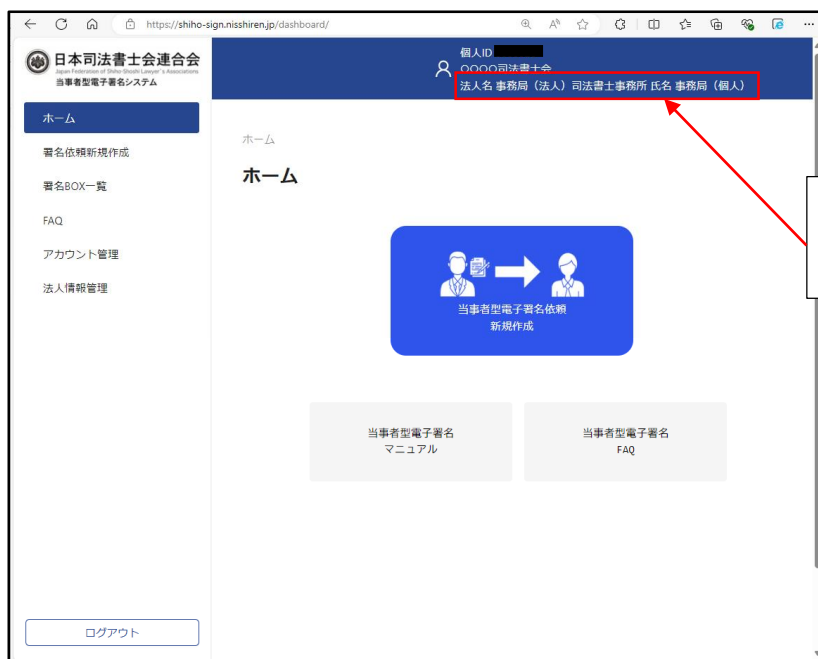 https://shiho-sign.nisshiren.jp/dashboard/
日本司法書士会連合会
Japan Federation of Shiho-Shoshi Lawyer's Associations
当事者型電子署名システム
個人ID
〇〇〇〇司法書士会
法人名 事務局（法人）司法書士事務所 氏名 事務局（個人）
ホーム
署名依頼新規作成
署名BOX一覧
FAQ
アカウント管理
法人情報管理
ログアウト
ホーム
ホーム
当事者型電子署名依頼
新規作成
当事者型電子署名
マニュアル
当事者型電子署名
FAQ